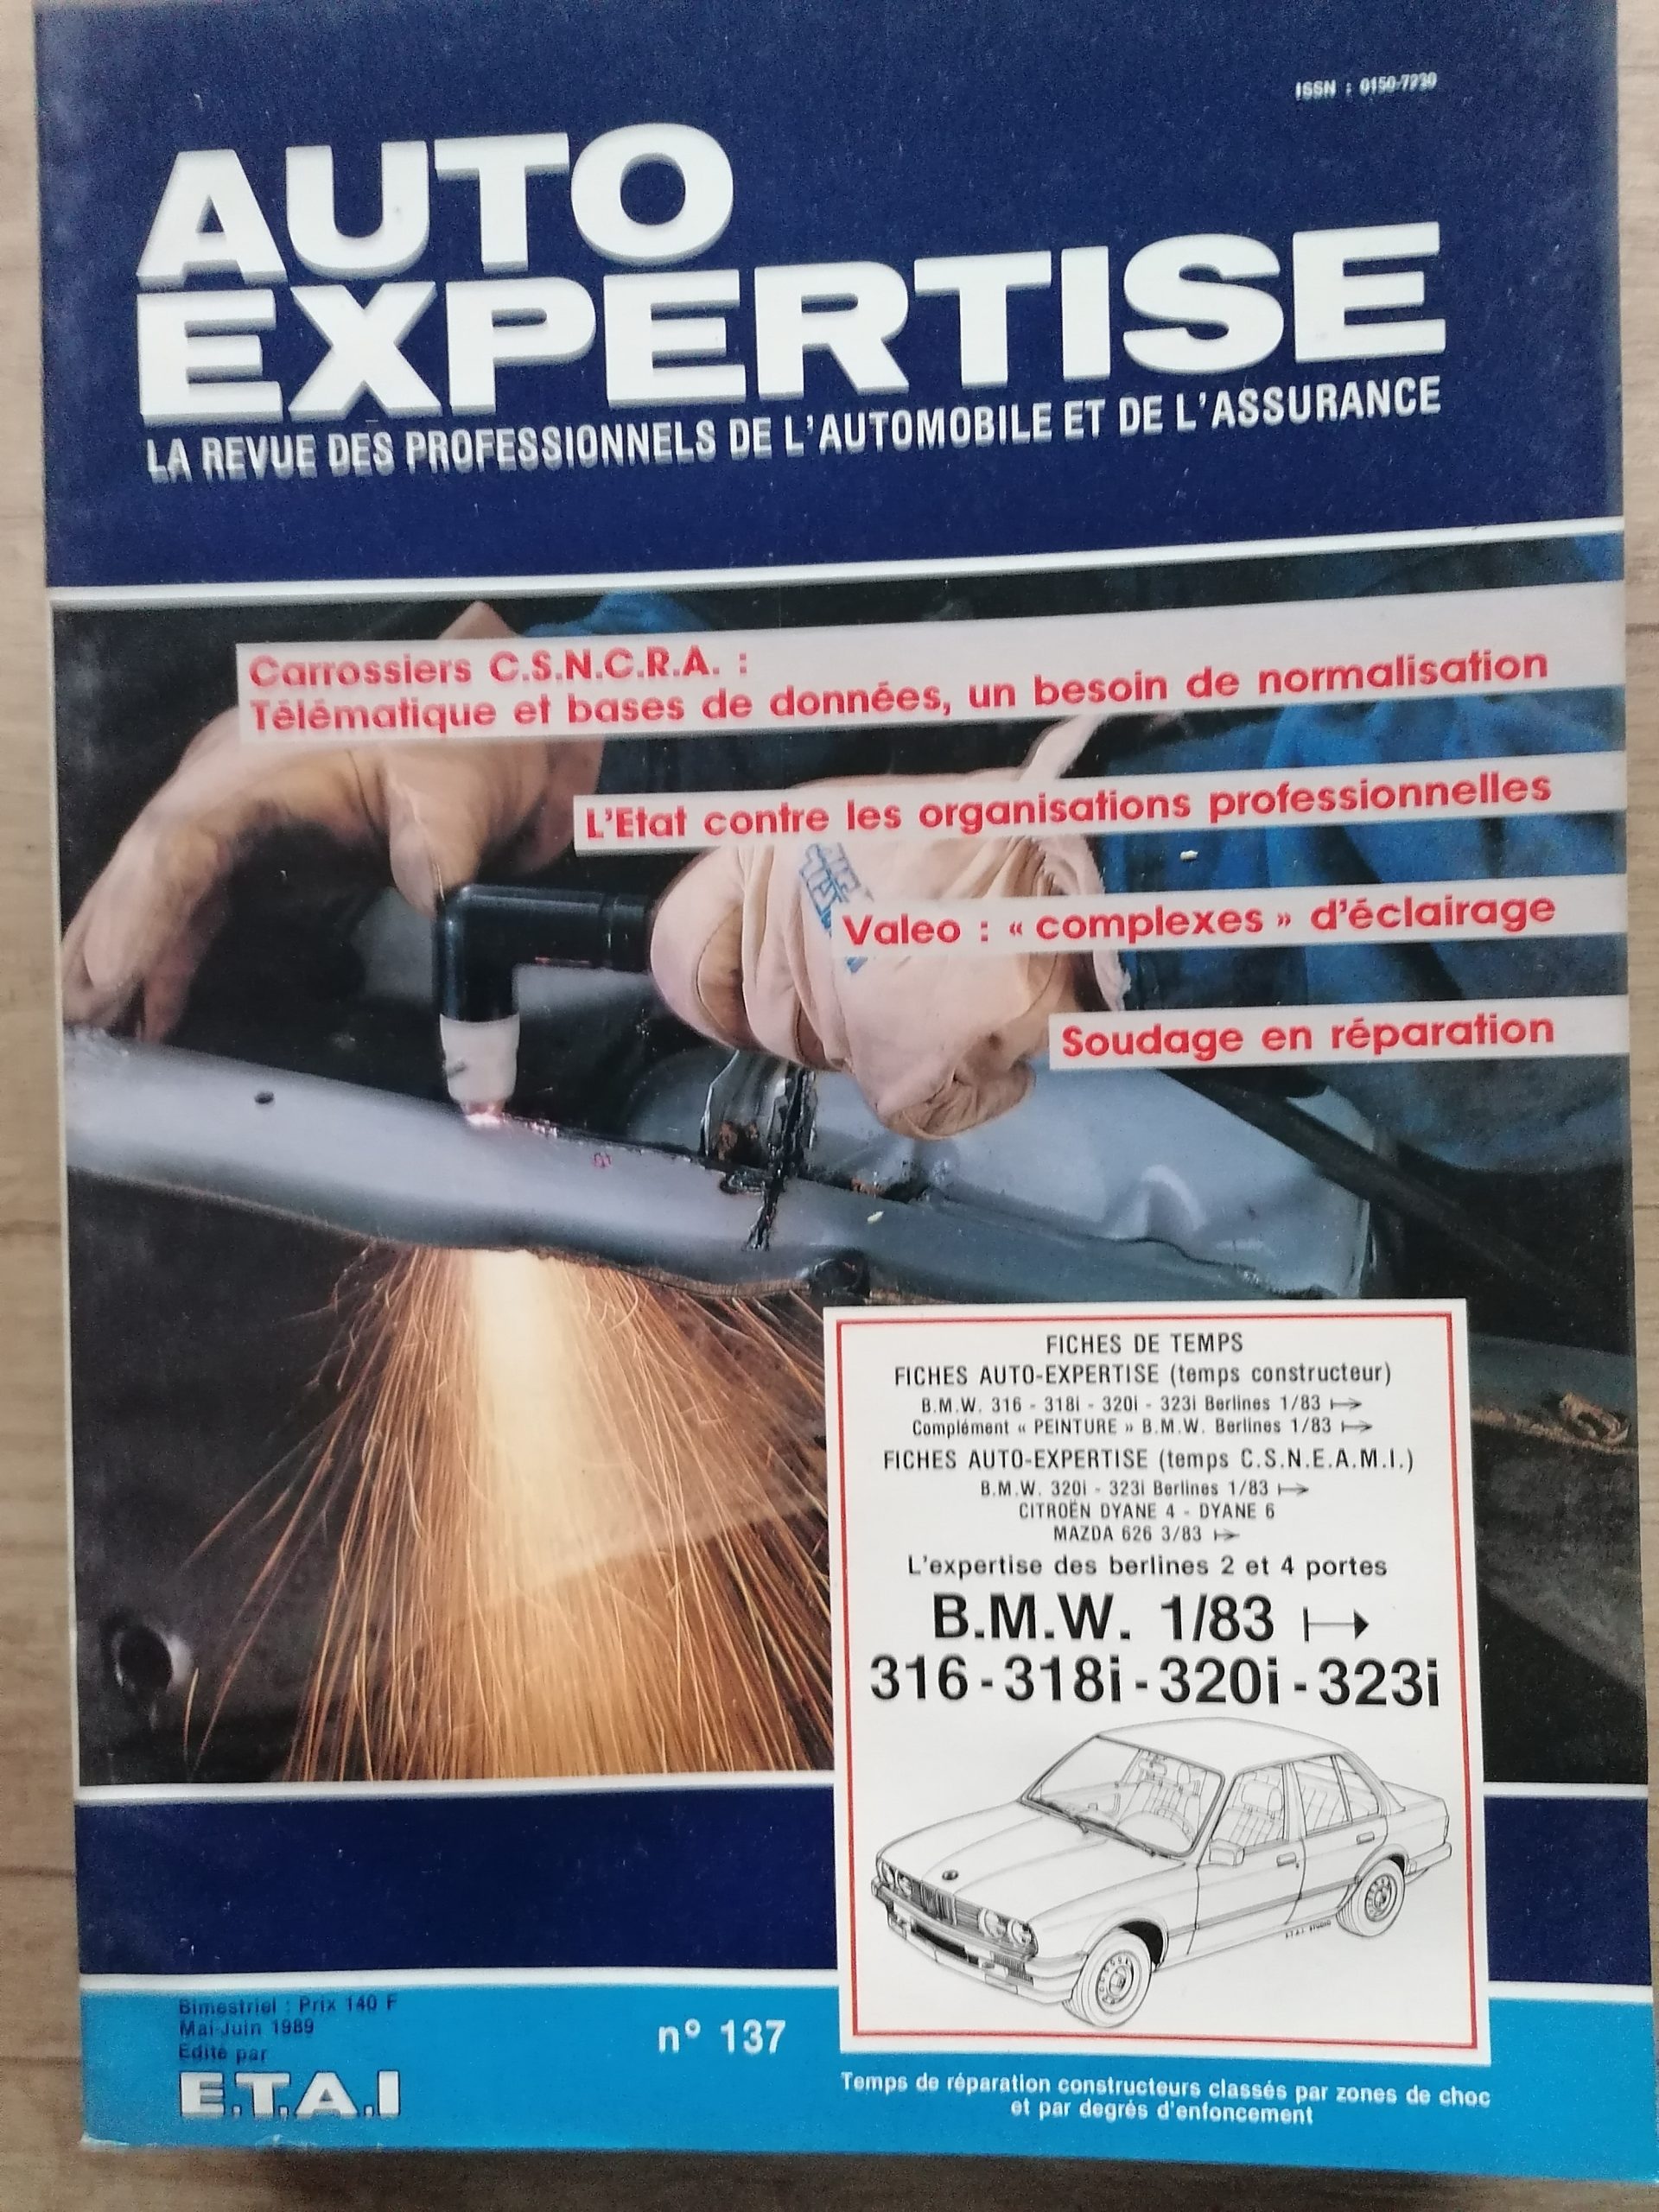 ISSN : 0150-7230
AUTO
EXPERTISE
LA REVUE DES PROFESSIONNELS DE L'AUTOMOBILE ET DE L'ASSURANCE
Carrossiers C.S.N.C.R.A. :
Télématique et bases de données, un besoin de normalisation
L'Etat contre les organisations professionnelles
Valeo : « complexes » d'éclairage
Soudage en réparation
FICHES DE TEMPS
FICHES AUTO-EXPERTISE (temps constructeur)
B.M.W. 316 - 318i - 320i - 323i Berlines 1/83 ↦
Complément « PEINTURE » B.M.W. Berlines 1/83 ↦
FICHES AUTO-EXPERTISE (temps C.S.N.E.A.M.I.)
B.M.W. 320i - 323i Berlines 1/83 ↦
CITROËN DYANE 4 - DYANE 6
MAZDA 626 3/83 ↦
L'expertise des berlines 2 et 4 portes
B.M.W. 1/83 ↦
316 - 318i - 320i - 323i
E.T.A.I. STUDIO
Bimestriel : Prix 140 F
Mai-Juin 1989
Edité par
E.T.A.I
n° 137
Temps de réparation constructeurs classés par zones de choc
et par degrés d'enfoncement